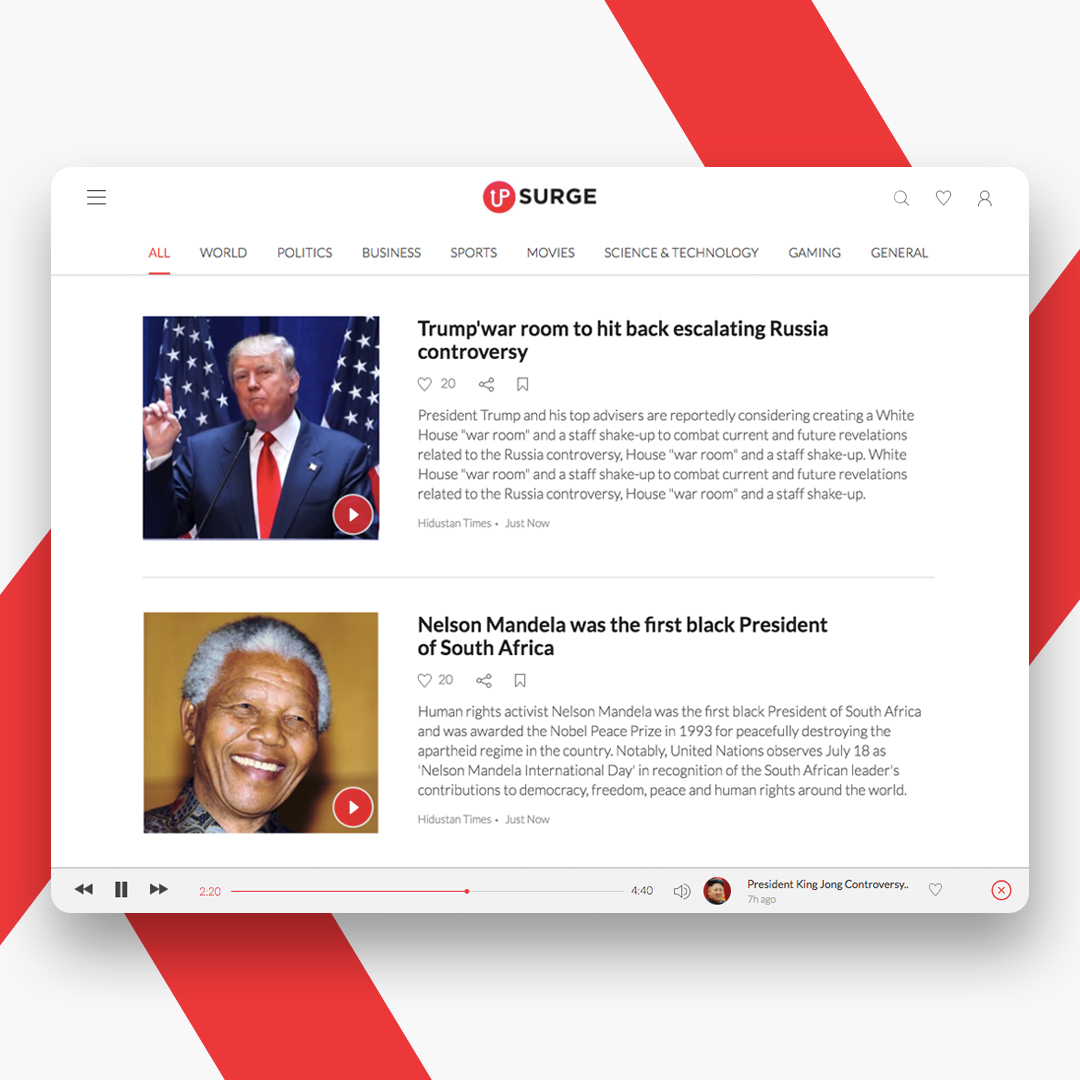 UP SURGE
ALL WORLD POLITICS BUSINESS SPORTS MOVIES SCIENCE & TECHNOLOGY GAMING GENERAL
Trump'war room to hit back escalating Russia
controversy
20
President Trump and his top advisers are reportedly considering creating a White
House "war room" and a staff shake-up to combat current and future revelations
related to the Russia controversy, House "war room" and a staff shake-up. White
House "war room" and a staff shake-up to combat current and future revelations
related to the Russia controversy, House "war room" and a staff shake-up.
Hidustan Times • Just Now
Nelson Mandela was the first black President
of South Africa
20
Human rights activist Nelson Mandela was the first black President of South Africa
and was awarded the Nobel Peace Prize in 1993 for peacefully destroying the
apartheid regime in the country. Notably, United Nations observes July 18 as
'Nelson Mandela International Day' in recognition of the South African leader's
contributions to democracy, freedom, peace and human rights around the world.
Hidustan Times • Just Now
2:20 4:40 President King Jong Controversy..
7h ago